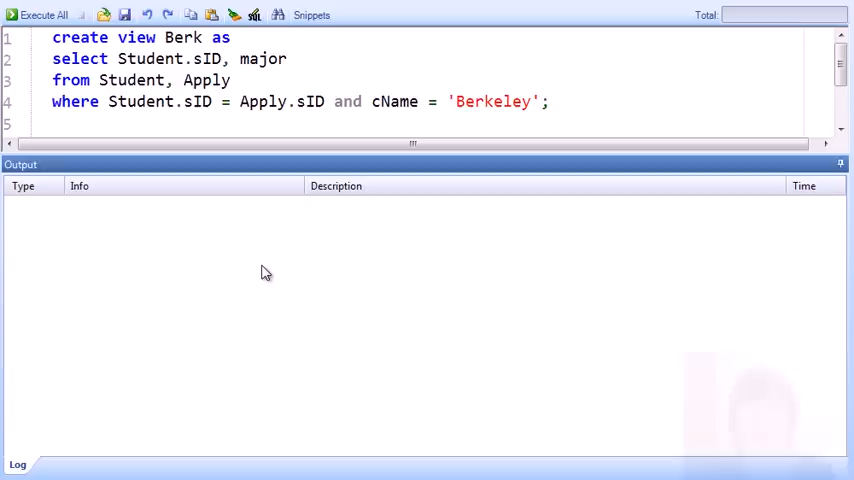 Execute All Snippets Total:
1 create view Berk as
2 select Student.sID, major
3 from Student, Apply
4 where Student.sID = Apply.sID and cName = 'Berkeley';
5
Output
Type Info Description Time
Log